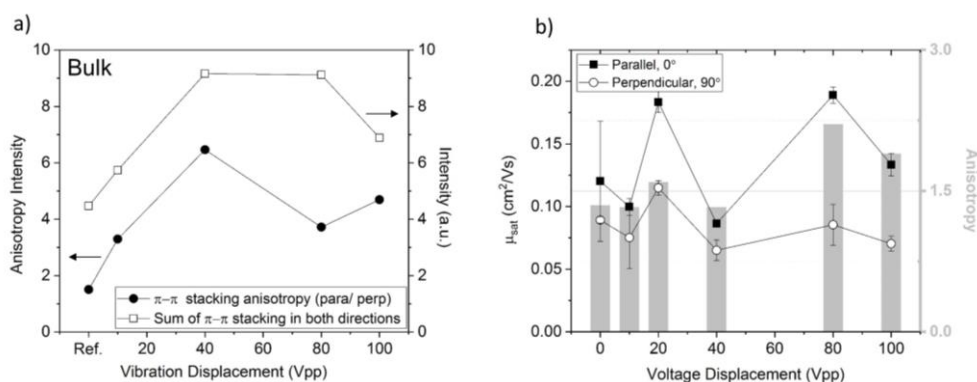 a)
Bulk
10
8
6
4
2
0
Anisotropy Intensity
10
8
6
4
2
0
Intensity (a.u.)
π–π stacking anisotropy (para/ perp)
Sum of π–π stacking in both directions
Ref. 20 40 60 80 100
Vibration Displacement (Vpp)
b)
Parallel, 0°
Perpendicular, 90°
0.20
0.15
0.10
0.05
0.00
μsat (cm²/Vs)
3.0
1.5
0.0
Anisotropy
0 20 40 60 80 100
Voltage Displacement (Vpp)